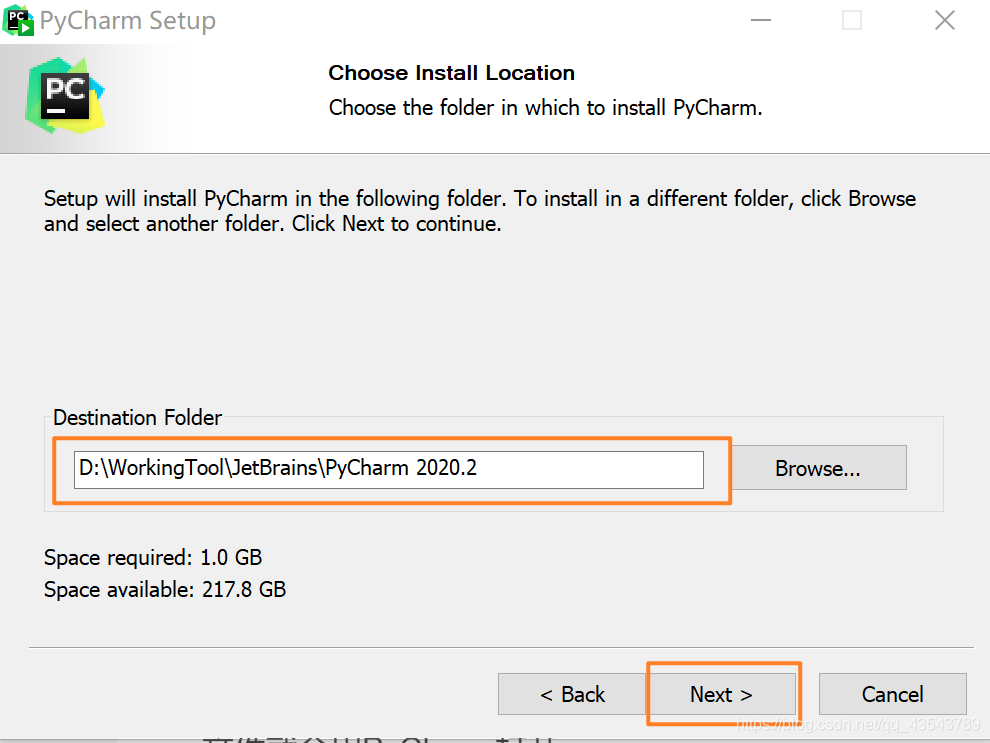 PyCharm Setup
PC
Choose Install Location
Choose the folder in which to install PyCharm.
Setup will install PyCharm in the following folder. To install in a different folder, click Browse
and select another folder. Click Next to continue.
Destination Folder
D:\WorkingTool\JetBrains\PyCharm 2020.2
Browse...
Space required: 1.0 GB
Space available: 217.8 GB
< Back
Next >
Cancel
https://blog.csdn.net/qq_43543789